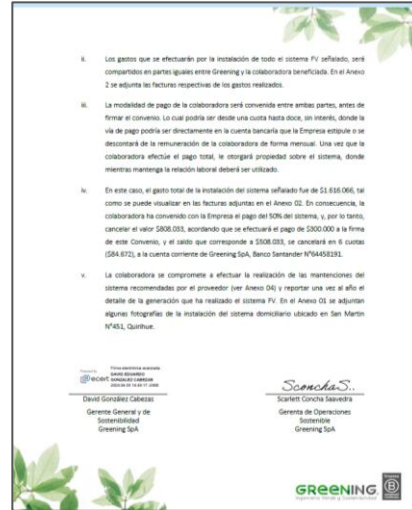 ii. Los gastos que se efectuarán por la instalación de todo el sistema FV señalado, será
compartidos en partes iguales entre Greening y la colaboradora beneficiada. En el Anexo
2 se adjunta las facturas respectivas de los gastos realizados.
iii. La modalidad de pago de la colaboradora será convenida entre ambas partes, antes de
firmar el convenio. Lo cual podría ser desde una cuota hasta doce, sin interés, donde la
vía de pago podría ser directamente en la cuenta bancaria que la Empresa estipule o se
descontará de la remuneración de la colaboradora de forma mensual. Una vez que la
colaboradora efectúe el pago total, le otorgará propiedad sobre el sistema, donde
mientras mantenga la relación laboral deberá ser utilizado.
iv. En este caso, el gasto total de la instalación del sistema señalado fue de $1.616.066, tal
como se puede visualizar en las facturas adjuntas en el Anexo 02. En consecuencia, la
colaboradora ha convenido con la Empresa el pago del 50% del sistema, y, por lo tanto,
cancelar el valor $808.033, acordando que se efectuará el pago de $300.000 a la firma
de este Convenio, y el saldo que corresponde a $508.033, se cancelará en 6 cuotas
($84.672), a la cuenta corriente de Greening SpA, Banco Santander N°64458191.
v. La colaboradora se compromete a efectuar la realización de las mantenciones del
sistema recomendadas por el proveedor (ver Anexo 04) y reportar una vez al año el
detalle de la generación que ha realizado el sistema FV. En el Anexo 01 se adjuntan
algunas fotografías de la instalación del sistema domiciliario ubicado en San Martin
N°451, Quirihue.
Firma electrónica avanzada
DAVID EDUARDO
GONZALEZ CABEZAS
ecert
SconchaS..
David González Cabezas
Scarlett Concha Saavedra
Gerente General y de
Sostenibilidad
Greening SpA
Gerenta de Operaciones
Sostenible
Greening SpA
GREENING
Ingeniería Verde y Sustentabilidad
B